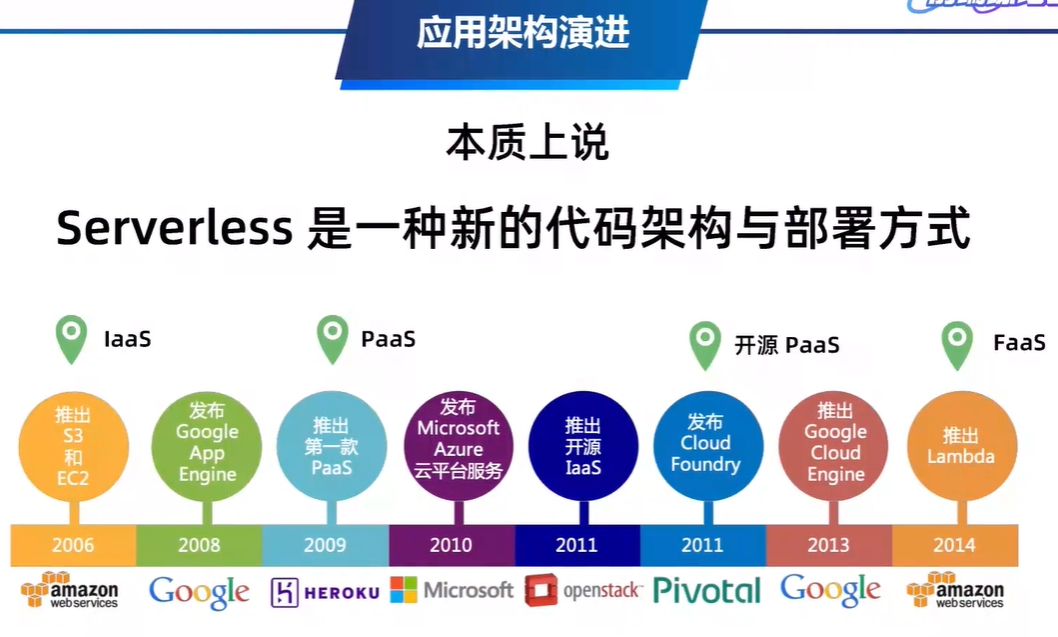 应用架构演进
本质上说
Serverless 是一种新的代码架构与部署方式
IaaS
PaaS
开源 PaaS
FaaS
推出
S3
和
EC2
发布
Google
App
Engine
推出
第一款
PaaS
发布
Microsoft
Azure
云平台服务
推出
开源
IaaS
发布
Cloud
Foundry
推出
Google
Cloud
Engine
推出
Lambda
2006
2008
2009
2010
2011
2011
2013
2014
amazon
web services
Google
HEROKU
Microsoft
openstack
Pivotal
Google
amazon
web services